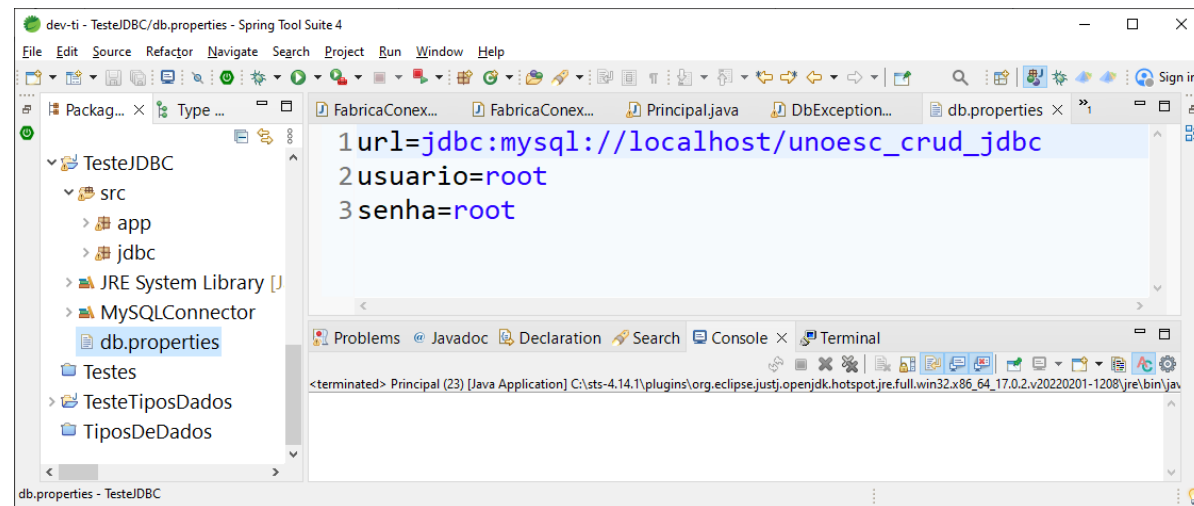 dev-ti - TesteJDBC/db.properties - Spring Tool Suite 4
File Edit Source Refactor Navigate Search Project Run Window Help
Sign in
Packag... Type ...
FabricaConex... FabricaConex... Principal.java DbException... db.properties »1
TesteJDBC
src
app
jdbc
JRE System Library [J
MySQLConnector
db.properties
Testes
TesteTiposDados
TiposDeDados
1 url=jdbc:mysql://localhost/unoesc_crud_jdbc
2 usuario=root
3 senha=root
Problems @ Javadoc Declaration Search Console Terminal
<terminated> Principal (23) [Java Application] C:\sts-4.14.1\plugins\org.eclipse.justj.openjdk.hotspot.jre.full.win32.x86_64_17.0.2.v20220201-1208\jre\bin\jav
db.properties - TesteJDBC